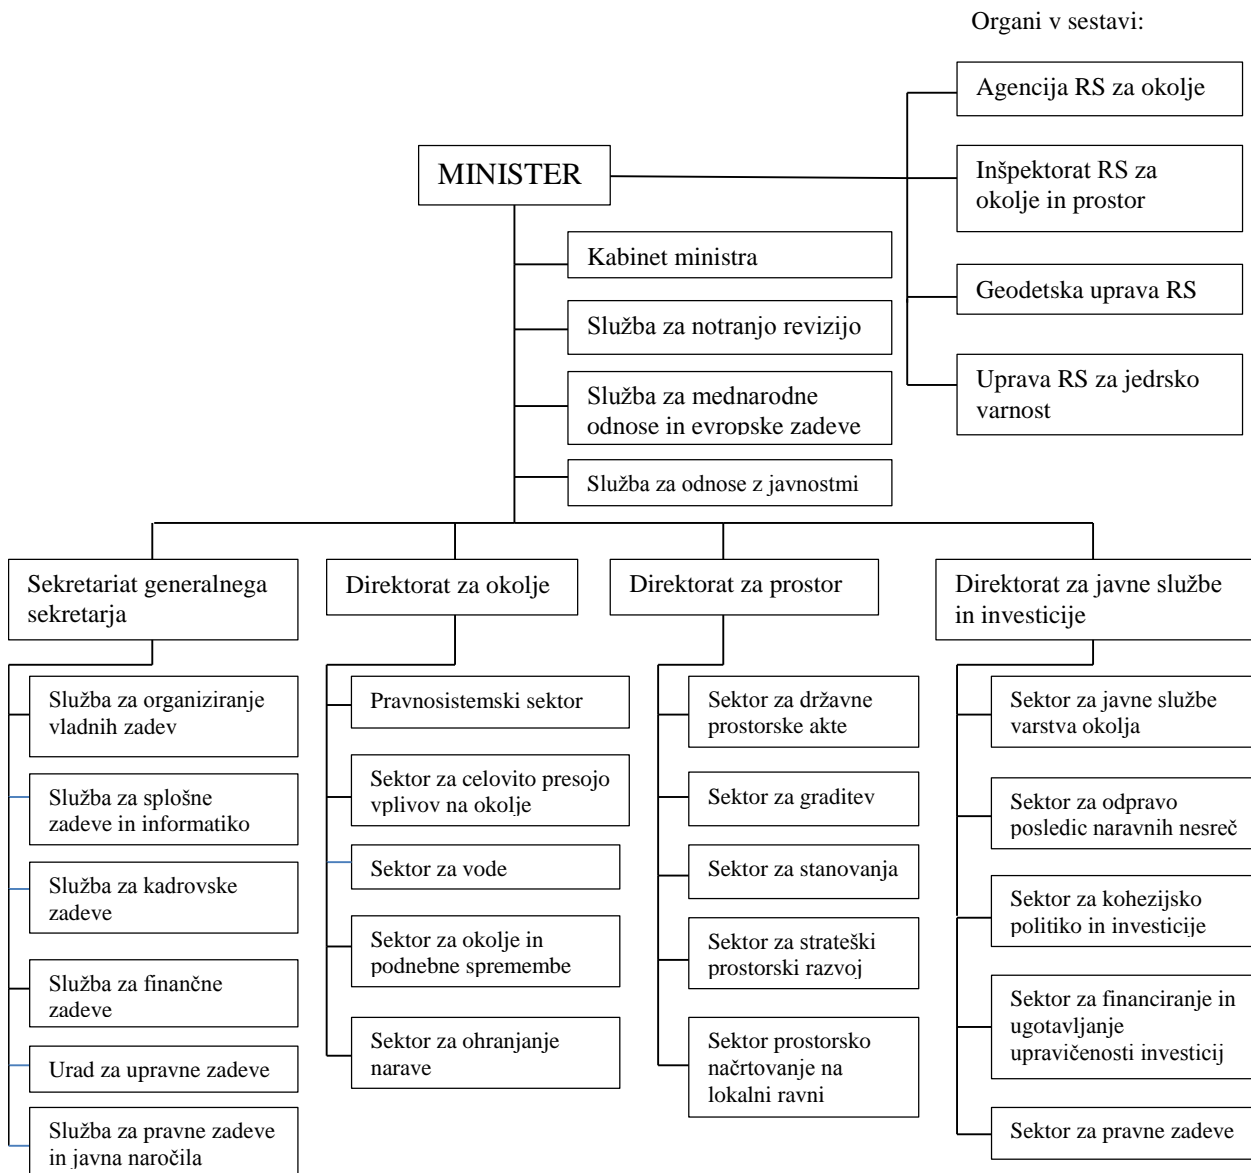 Organi v sestavi:
Agencija RS za okolje
MINISTER
Inšpektorat RS za
okolje in prostor
Kabinet ministra
Geodetska uprava RS
Služba za notranjo revizijo
Uprava RS za jedrsko
varnost
Služba za mednarodne
odnose in evropske zadeve
Služba za odnose z javnostmi
Sekretariat generalnega
sekretarja
Direktorat za okolje
Direktorat za prostor
Direktorat za javne službe
in investicije
Služba za organiziranje
vladnih zadev
Služba za splošne
zadeve in informatiko
Služba za kadrovske
zadeve
Služba za finančne
zadeve
Urad za upravne zadeve
Služba za pravne zadeve
in javna naročila
Pravnosistemski sektor
Sektor za celovito presojo
vplivov na okolje
Sektor za vode
Sektor za okolje in
podnebne spremembe
Sektor za ohranjanje
narave
Sektor za državne
prostorske akte
Sektor za graditev
Sektor za stanovanja
Sektor za strateški
prostorski razvoj
Sektor prostorsko
načrtovanje na
lokalni ravni
Sektor za javne službe
varstva okolja
Sektor za odpravo
posledic naravnih nesreč
Sektor za kohezijsko
politiko in investicije
Sektor za financiranje in
ugotavljanje
upravičenosti investicij
Sektor za pravne zadeve